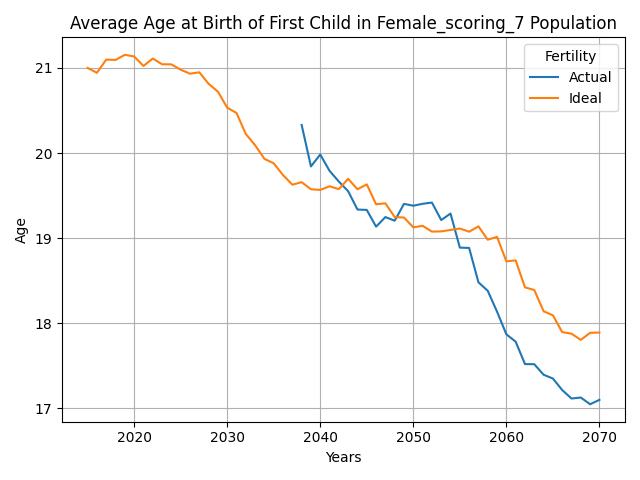 Average Age at Birth of First Child in Female_scoring_7 Population
Fertility
Actual
Ideal
21
20
19
18
17
Age
2020 2030 2040 2050 2060 2070
Years